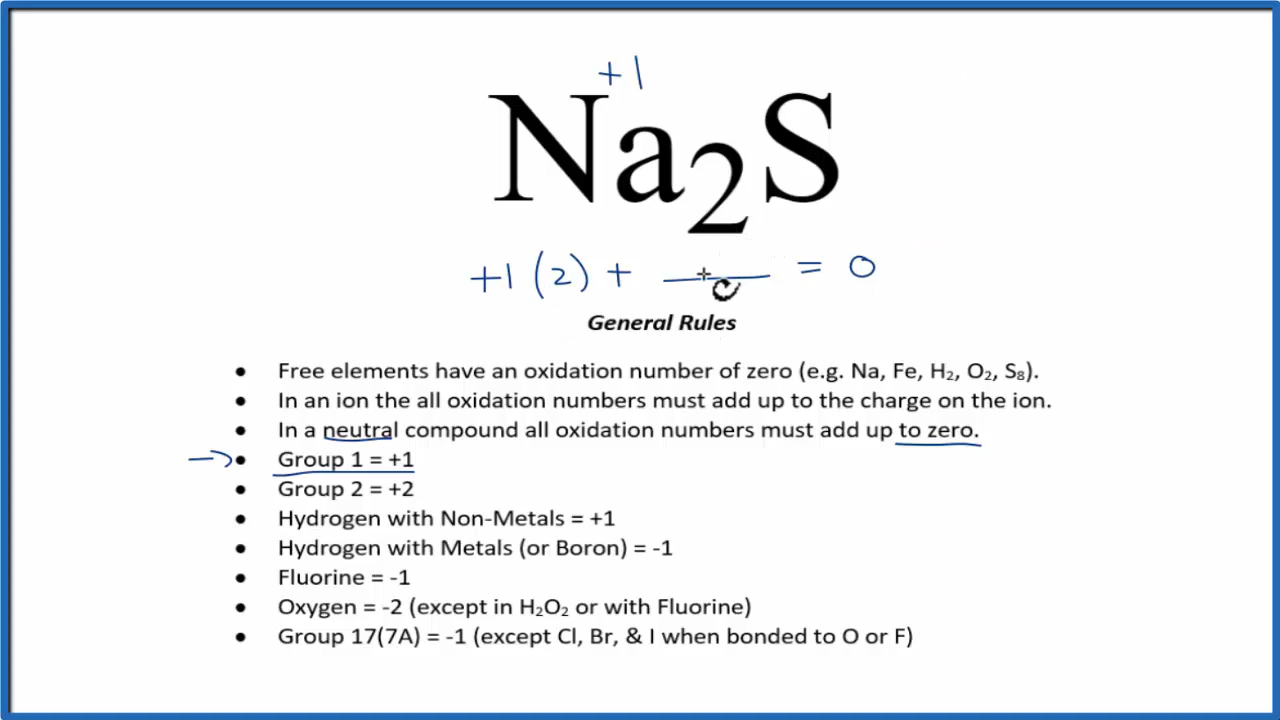 +1
Na₂S
+1 (2) + ___ = 0
General Rules
• Free elements have an oxidation number of zero (e.g. Na, Fe, H₂, O₂, S₈).
• In an ion the all oxidation numbers must add up to the charge on the ion.
• In a neutral compound all oxidation numbers must add up to zero.
→ • Group 1 = +1
• Group 2 = +2
• Hydrogen with Non-Metals = +1
• Hydrogen with Metals (or Boron) = -1
• Fluorine = -1
• Oxygen = -2 (except in H₂O₂ or with Fluorine)
• Group 17(7A) = -1 (except Cl, Br, & I when bonded to O or F)